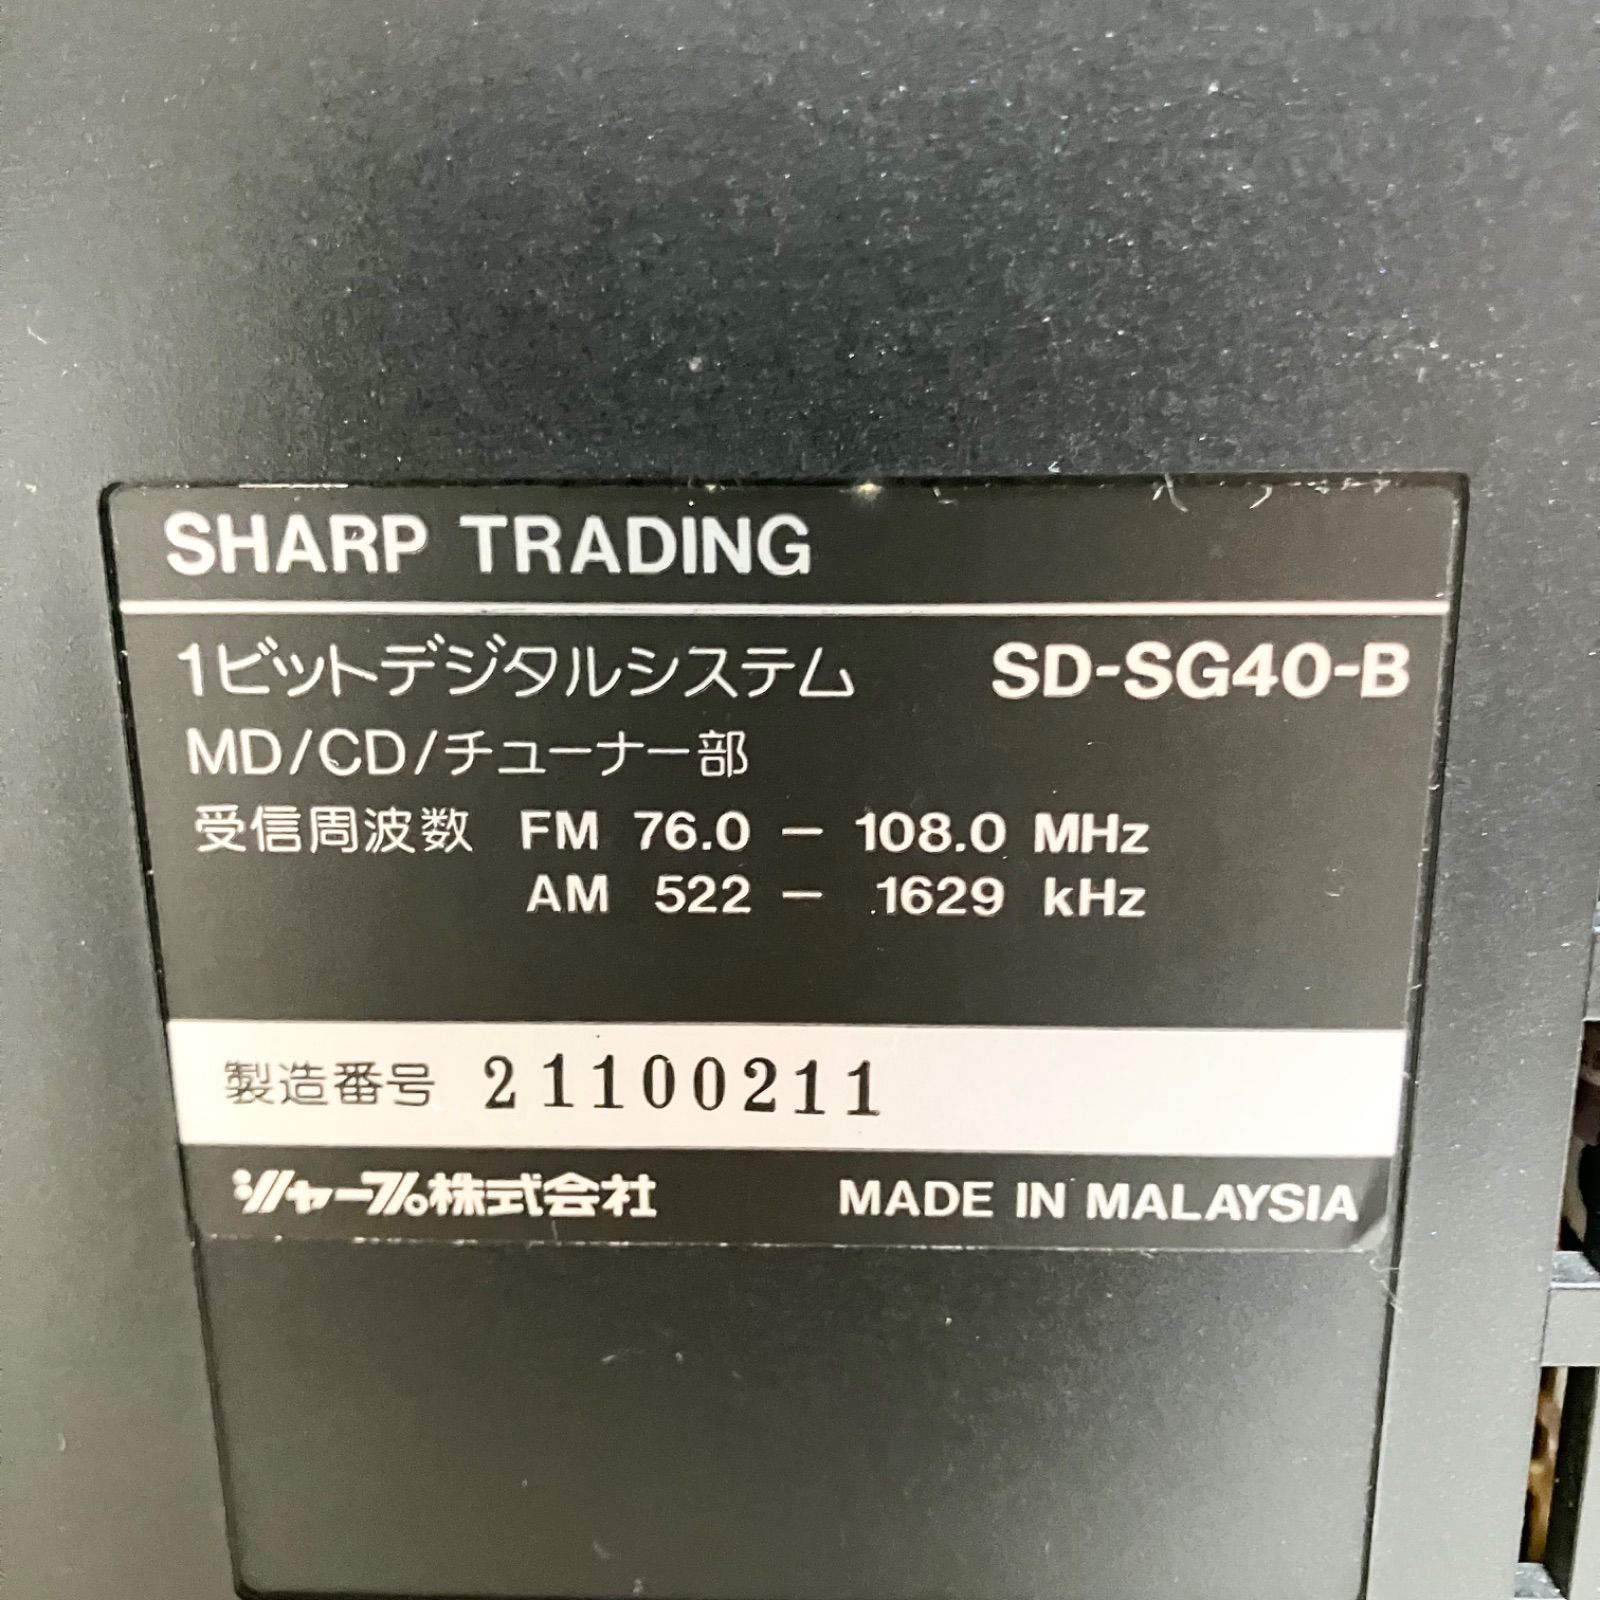 SHARP TRADING
1ビットデジタルシステム SD-SG40-B
MD/CD/チューナー部
受信周波数 FM 76.0 － 108.0 MHz
AM 522 － 1629 kHz
製造番号 21100211
シャープ株式会社 MADE IN MALAYSIA